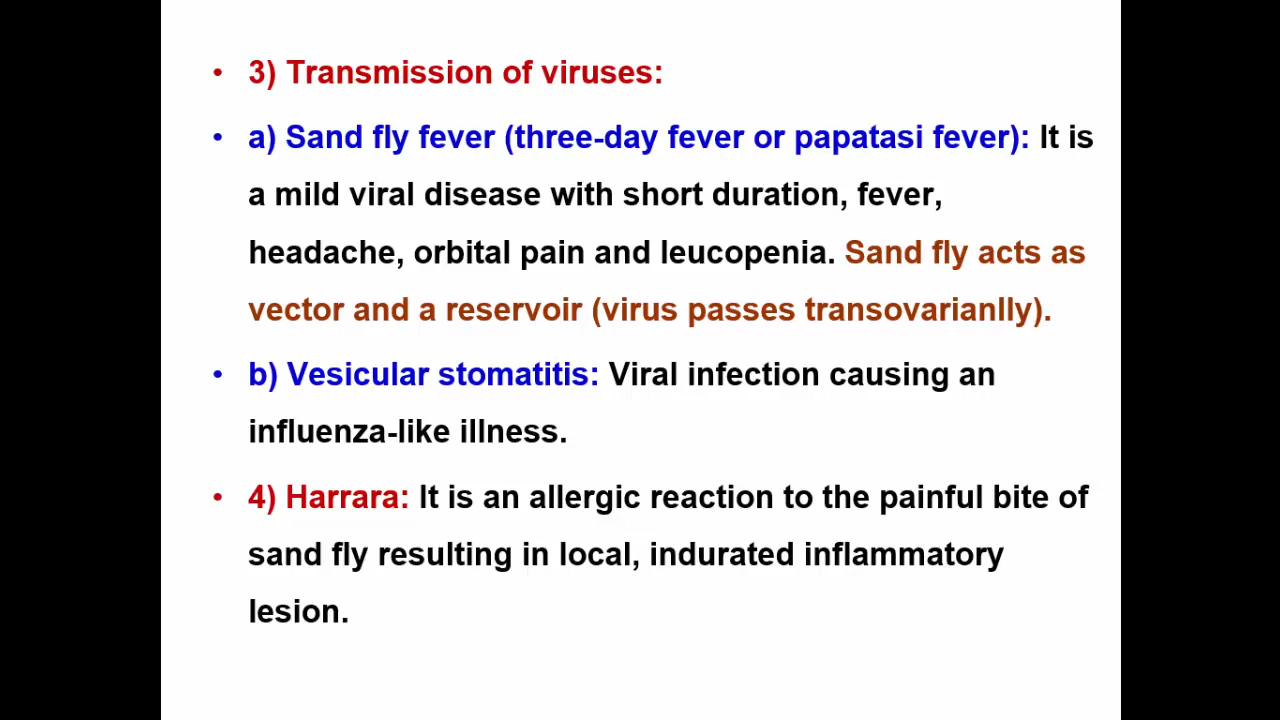 • 3) Transmission of viruses:
• a) Sand fly fever (three-day fever or papatasi fever): It is
a mild viral disease with short duration, fever,
headache, orbital pain and leucopenia. Sand fly acts as
vector and a reservoir (virus passes transovarianlly).
• b) Vesicular stomatitis: Viral infection causing an
influenza-like illness.
• 4) Harrara: It is an allergic reaction to the painful bite of
sand fly resulting in local, indurated inflammatory
lesion.